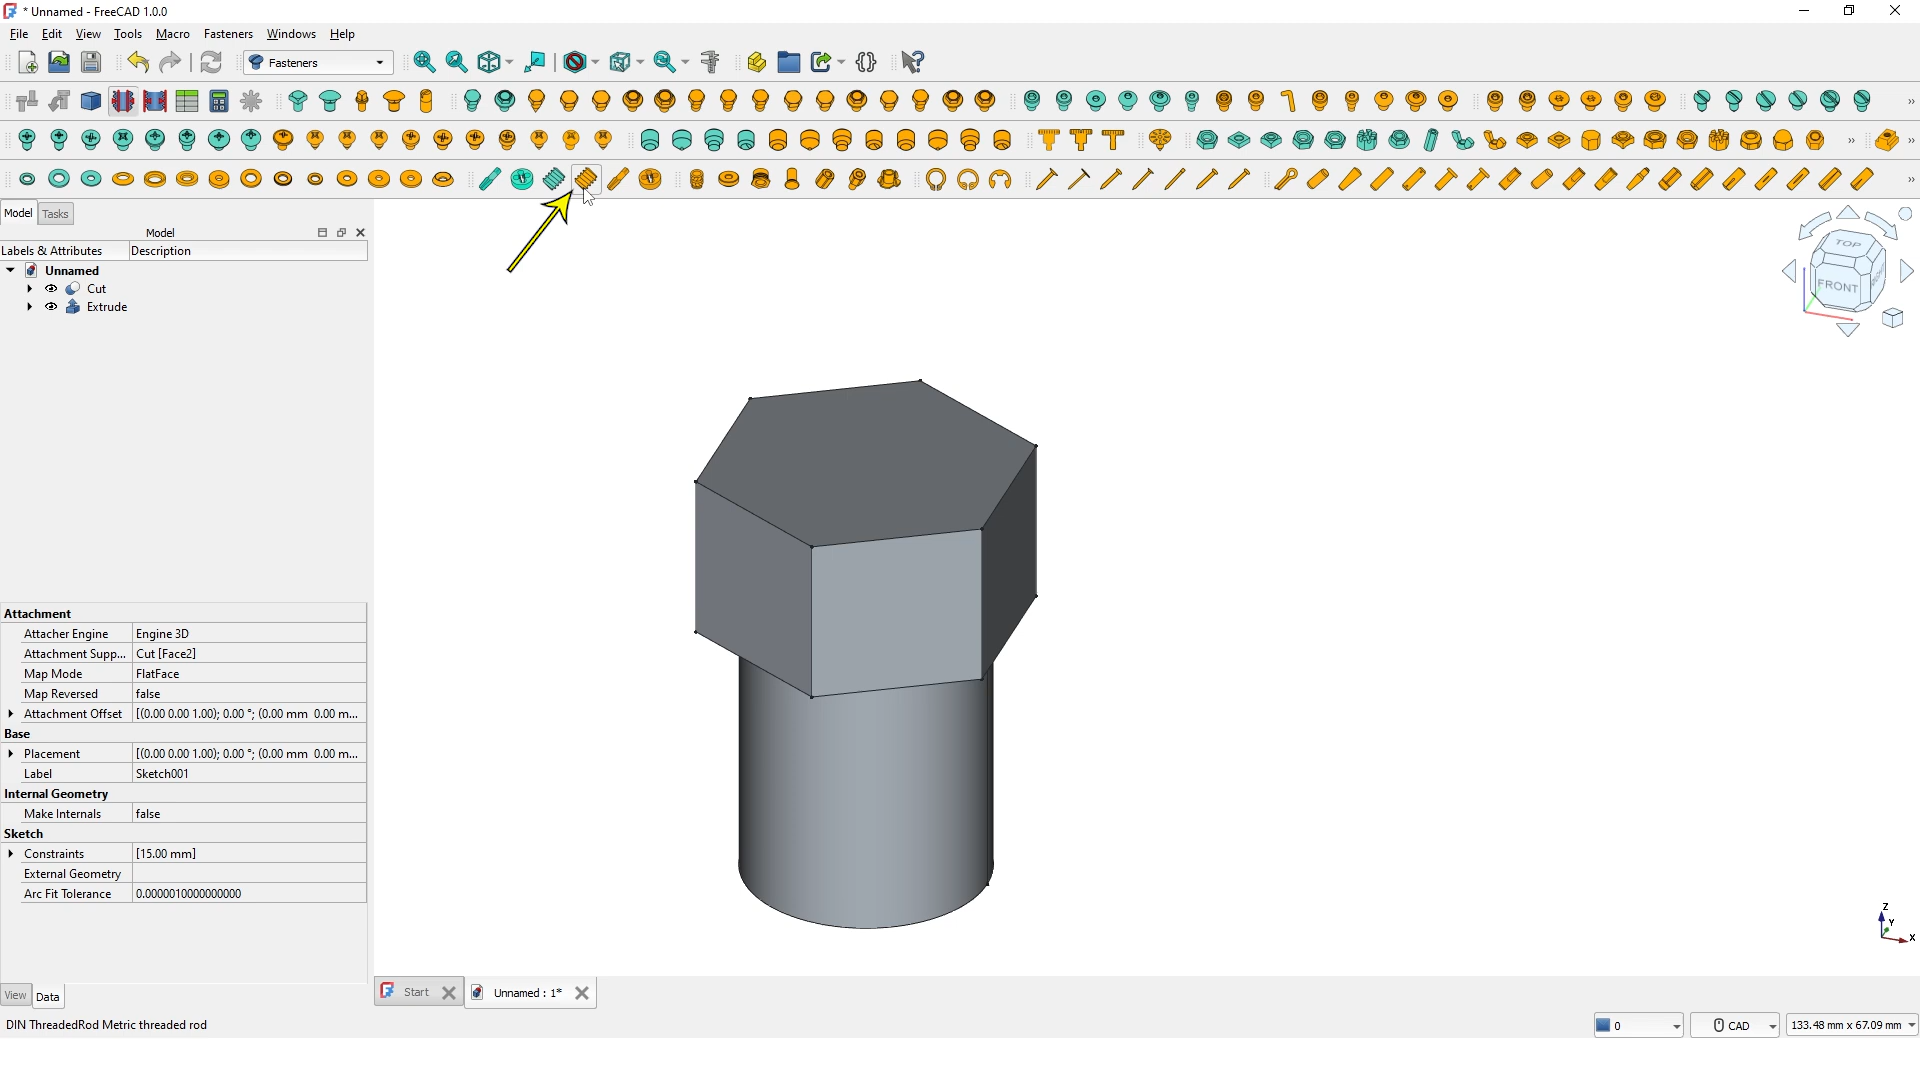 * Unnamed - FreeCAD 1.0.0
File Edit View Tools Macro Fasteners Windows Help
Fasteners
Model Tasks
Model
Labels & Attributes Description
Unnamed
Cut
Extrude
TOP
FRONT
RIGHT
Attachment
Attacher Engine Engine 3D
Attachment Supp... Cut [Face2]
Map Mode FlatFace
Map Reversed false
Attachment Offset [(0.00 0.00 1.00); 0.00 °; (0.00 mm 0.00 m...
Base
Placement [(0.00 0.00 1.00); 0.00 °; (0.00 mm 0.00 m...
Label Sketch001
Internal Geometry
Make Internals false
Sketch
Constraints [15.00 mm]
External Geometry
Arc Fit Tolerance 0.0000010000000000
Z
Y
X
View Data
Start Unnamed : 1*
DIN ThreadedRod Metric threaded rod
0 CAD 133.48 mm x 67.09 mm